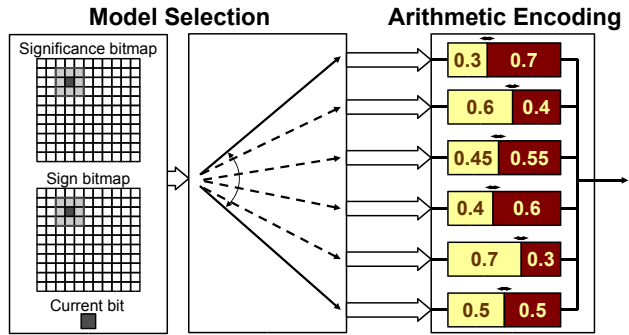 Model Selection
Arithmetic Encoding
Significance bitmap
Sign bitmap
Current bit
0.3 0.7
0.6 0.4
0.45 0.55
0.4 0.6
0.7 0.3
0.5 0.5